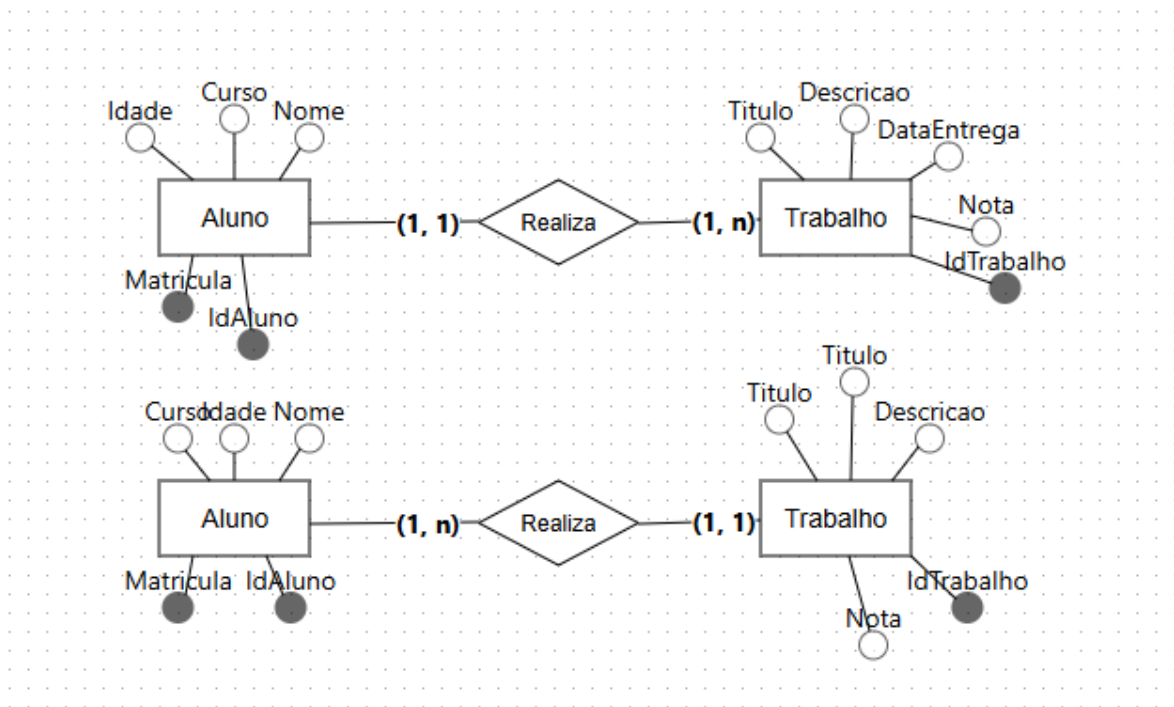 Idade
Curso
Nome
Titulo
Descricao
DataEntrega
Nota
IdTrabalho
Aluno
(1, 1)
Realiza
(1, n)
Trabalho
Matricula
IdAluno
Curso
Idade
Nome
Titulo
Titulo
Descricao
Aluno
(1, n)
Realiza
(1, 1)
Trabalho
Matricula
IdAluno
IdTrabalho
Nota